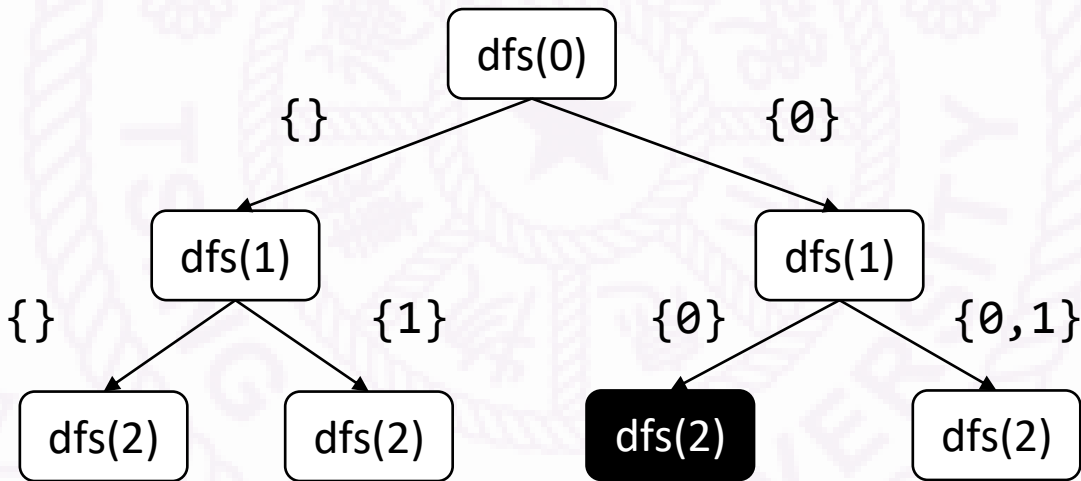 dfs(0)
{}
{0}
dfs(1)
dfs(1)
{}
{1}
{0}
{0,1}
dfs(2)
dfs(2)
dfs(2)
dfs(2)